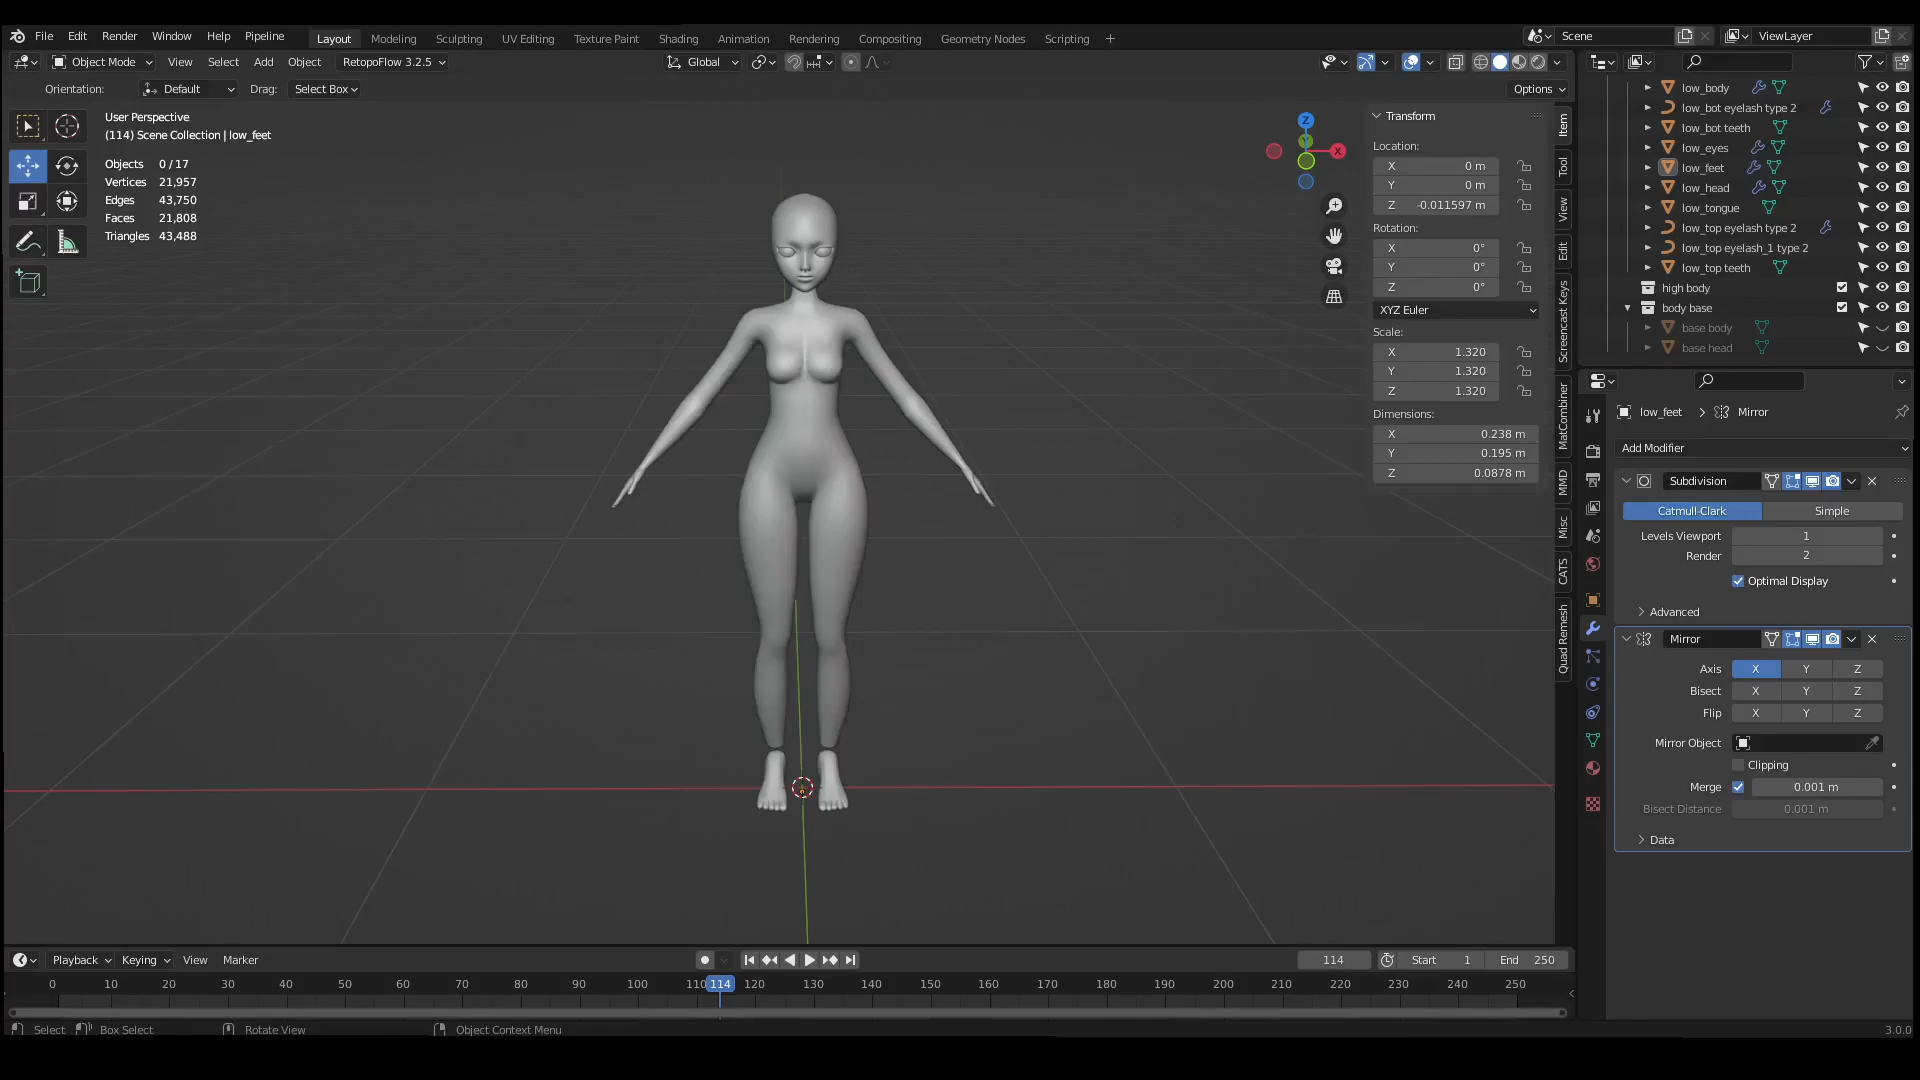 File Edit Render Window Help Pipeline Layout Modeling Sculpting UV Editing Texture Paint Shading Animation Rendering Compositing Geometry Nodes Scripting + Scene ViewLayer
Object Mode View Select Add Object RetopoFlow 3.2.5 Global
Orientation: Default Drag: Select Box Options
User Perspective
(114) Scene Collection | low_feet
Objects 0 / 17
Vertices 21,957
Edges 43,750
Faces 21,808
Triangles 43,488
Z
X
Transform
Location:
X 0 m
Y 0 m
Z -0.011597 m
Rotation:
X 0°
Y 0°
Z 0°
XYZ Euler
Scale:
X 1.320
Y 1.320
Z 1.320
Dimensions:
X 0.238 m
Y 0.195 m
Z 0.0878 m
Item
Tool
View
Edit
Screencast Keys
MatCombiner
MMD
Misc
CATS
Quad Remesh
low_body
low_bot eyelash type 2
low_bot teeth
low_eyes
low_feet
low_head
low_tongue
low_top eyelash type 2
low_top eyelash_1 type 2
low_top teeth
high body
body base
base body
base head
low_feet > Mirror
Add Modifier
Subdivision
Catmull-Clark Simple
Levels Viewport 1
Render 2
Optimal Display
Advanced
Mirror
Axis X Y Z
Bisect X Y Z
Flip X Y Z
Mirror Object
Clipping
Merge 0.001 m
Bisect Distance 0.001 m
Data
Playback Keying View Marker 114 Start 1 End 250
0 10 20 30 40 50 60 70 80 90 100 110 114 120 130 140 150 160 170 180 190 200 210 220 230 240 250
Select Box Select Rotate View Object Context Menu 3.0.0